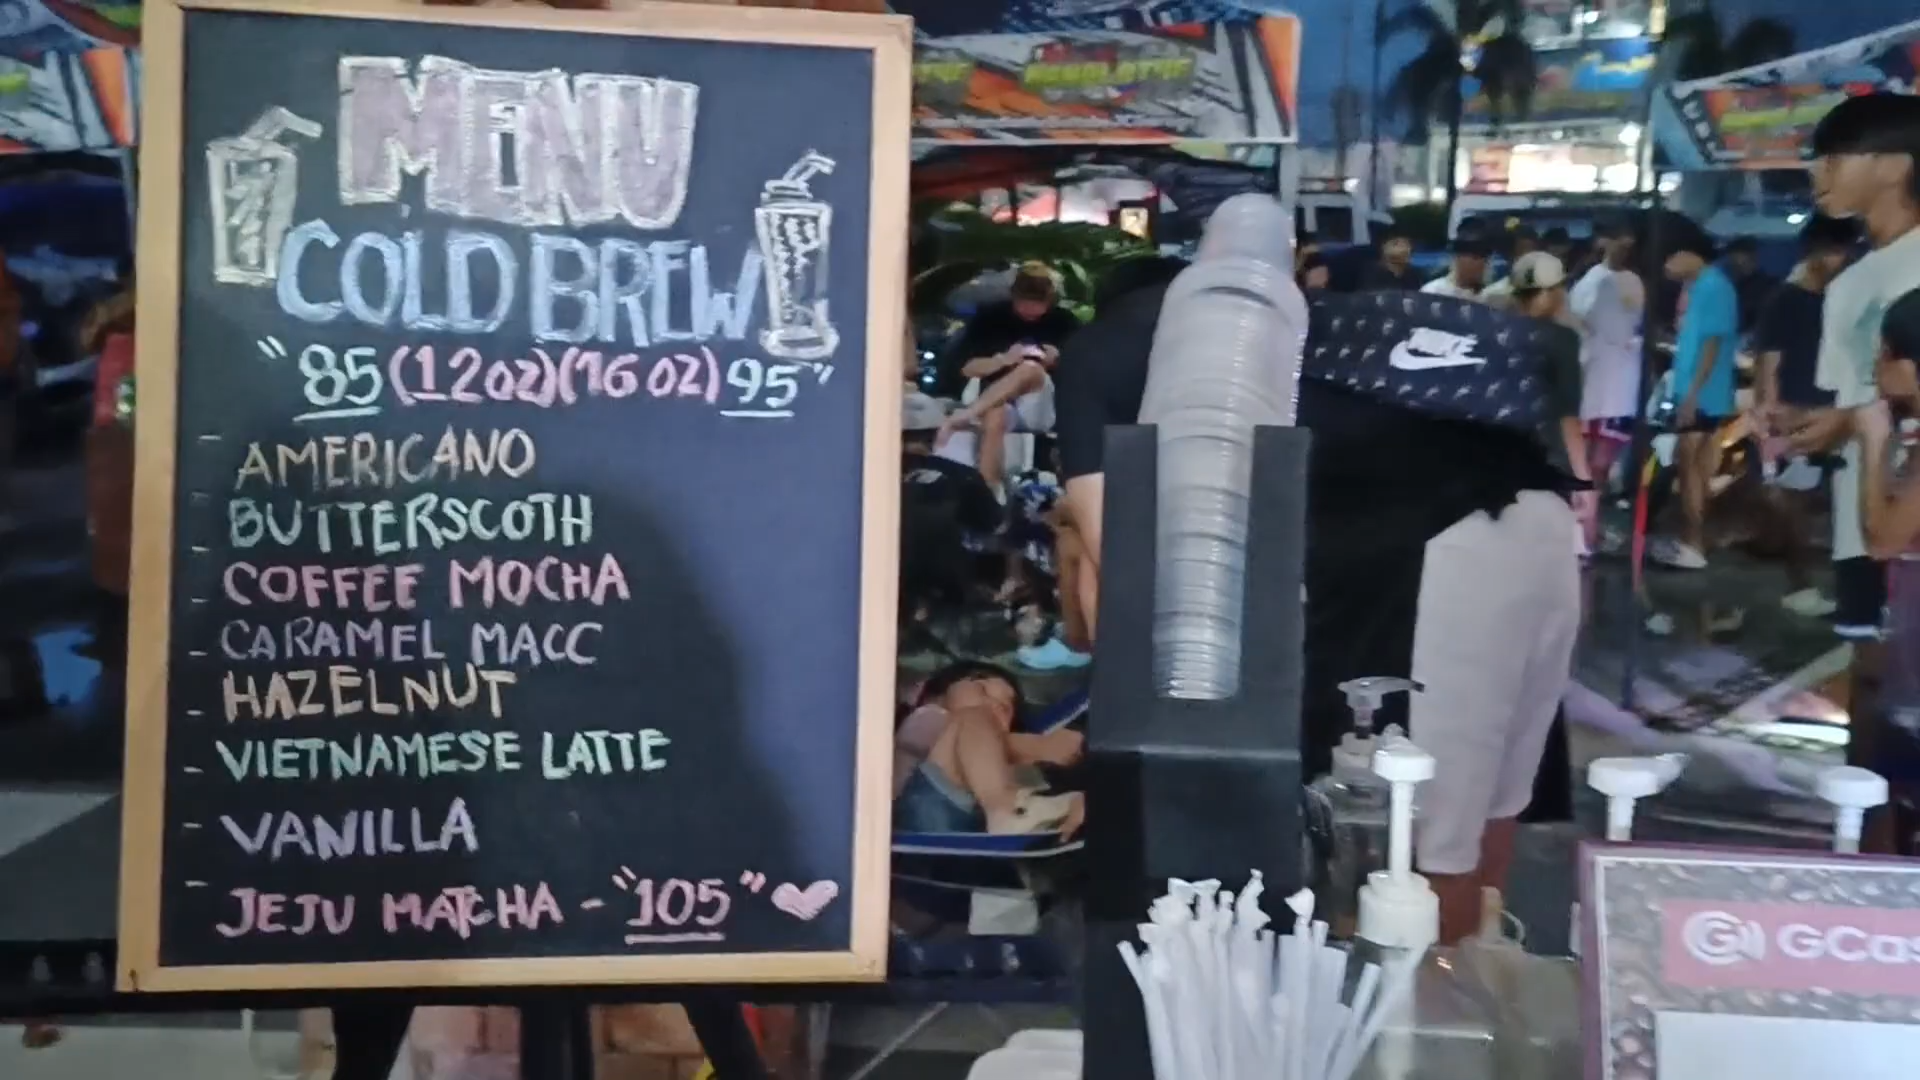 MENU
COLD BREW
"85 (12oz)(16 oz) 95"
- AMERICANO
- BUTTERSCOTH
- COFFEE MOCHA
- CARAMEL MACC
- HAZELNUT
- VIETNAMESE LATTE
- VANILLA
- JEJU MATCHA - "105"
NIKE
GCas